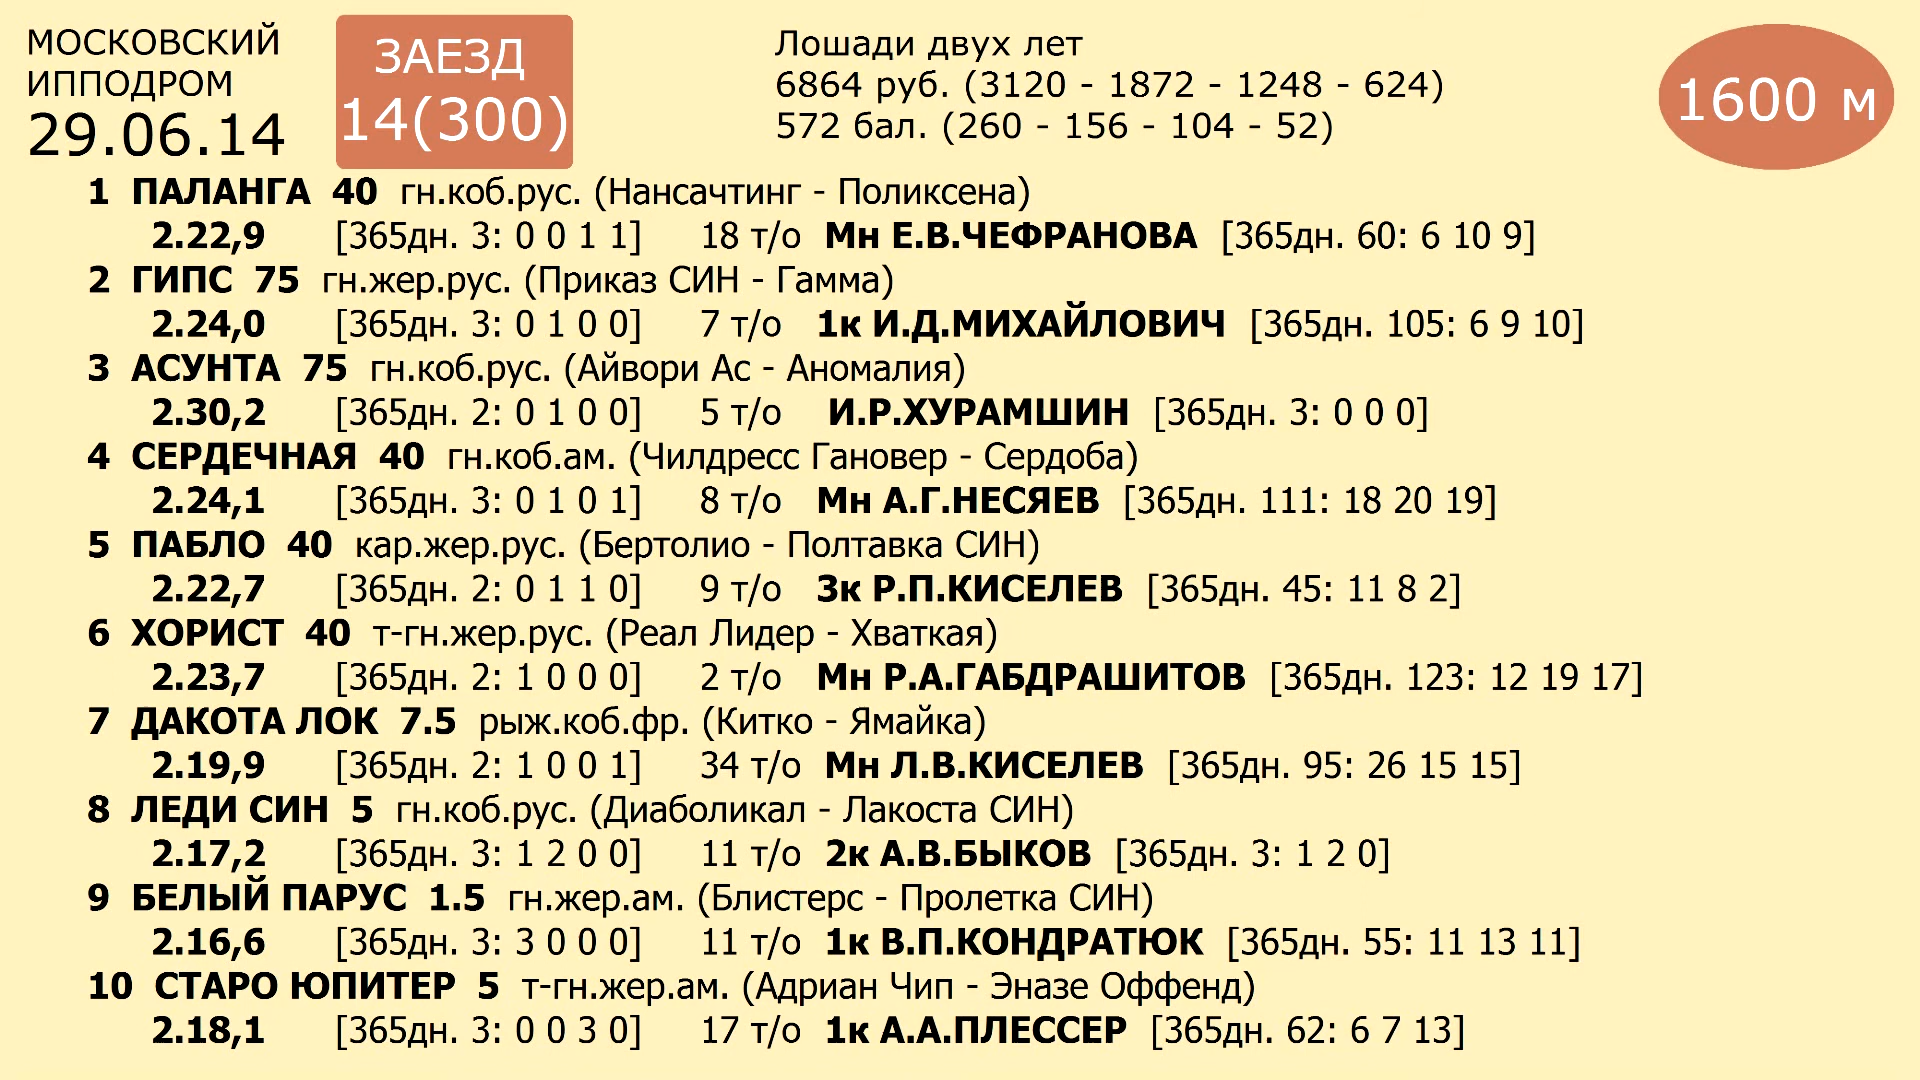 МОСКОВСКИЙ
ИППОДРОМ
29.06.14
ЗАЕЗД
14(300)
Лошади двух лет
6864 руб. (3120 - 1872 - 1248 - 624)
572 бал. (260 - 156 - 104 - 52)
1600 м
1 ПАЛАНГА 40 гн.коб.рус. (Нансачтинг - Поликсена)
2.22,9 [365дн. 3: 0 0 1 1] 18 т/о Мн Е.В.ЧЕФРАНОВА [365дн. 60: 6 10 9]
2 ГИПС 75 гн.жер.рус. (Приказ СИН - Гамма)
2.24,0 [365дн. 3: 0 1 0 0] 7 т/о 1к И.Д.МИХАЙЛОВИЧ [365дн. 105: 6 9 10]
3 АСУНТА 75 гн.коб.рус. (Айвори Ас - Аномалия)
2.30,2 [365дн. 2: 0 1 0 0] 5 т/о И.Р.ХУРАМШИН [365дн. 3: 0 0 0]
4 СЕРДЕЧНАЯ 40 гн.коб.ам. (Чилдресс Гановер - Сердоба)
2.24,1 [365дн. 3: 0 1 0 1] 8 т/о Мн А.Г.НЕСЯЕВ [365дн. 111: 18 20 19]
5 ПАБЛО 40 кар.жер.рус. (Бертолио - Полтавка СИН)
2.22,7 [365дн. 2: 0 1 1 0] 9 т/о 3к Р.П.КИСЕЛЕВ [365дн. 45: 11 8 2]
6 ХОРИСТ 40 т-гн.жер.рус. (Реал Лидер - Хваткая)
2.23,7 [365дн. 2: 1 0 0 0] 2 т/о Мн Р.А.ГАБДРАШИТОВ [365дн. 123: 12 19 17]
7 ДАКОТА ЛОК 7.5 рыж.коб.фр. (Китко - Ямайка)
2.19,9 [365дн. 2: 1 0 0 1] 34 т/о Мн Л.В.КИСЕЛЕВ [365дн. 95: 26 15 15]
8 ЛЕДИ СИН 5 гн.коб.рус. (Диаболикал - Лакоста СИН)
2.17,2 [365дн. 3: 1 2 0 0] 11 т/о 2к А.В.БЫКОВ [365дн. 3: 1 2 0]
9 БЕЛЫЙ ПАРУС 1.5 гн.жер.ам. (Блистерс - Пролетка СИН)
2.16,6 [365дн. 3: 3 0 0 0] 11 т/о 1к В.П.КОНДРАТЮК [365дн. 55: 11 13 11]
10 СТАРО ЮПИТЕР 5 т-гн.жер.ам. (Адриан Чип - Эназе Оффенд)
2.18,1 [365дн. 3: 0 0 3 0] 17 т/о 1к А.А.ПЛЕССЕР [365дн. 62: 6 7 13]